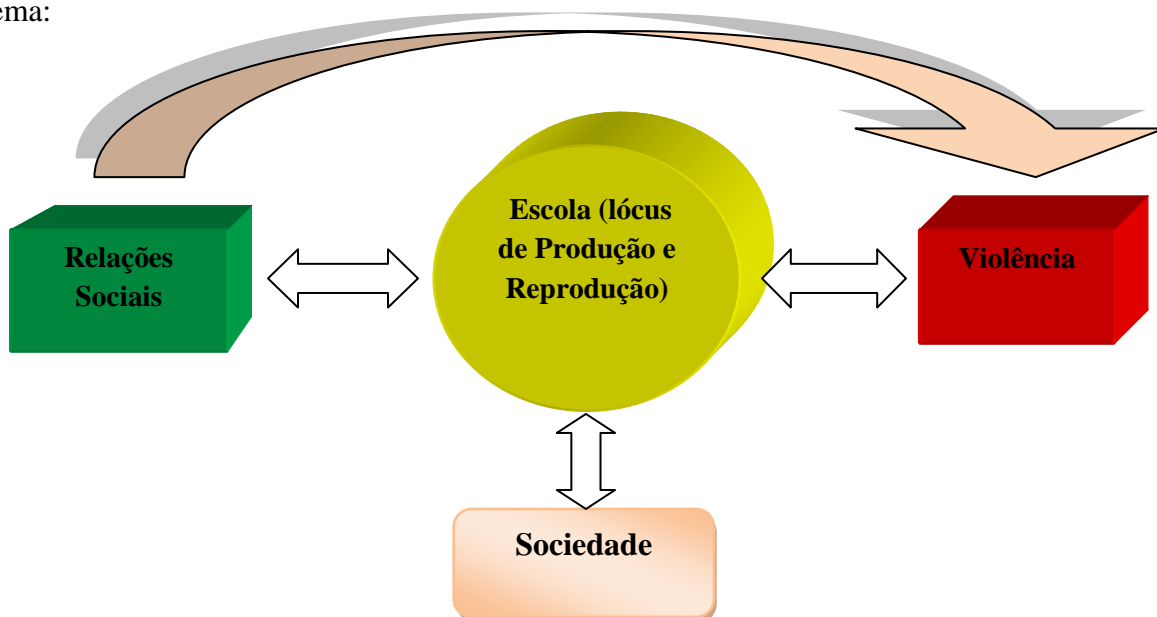 ema:
Escola (lócus
de Produção e
Reprodução)
Relações
Sociais
Violência
Sociedade